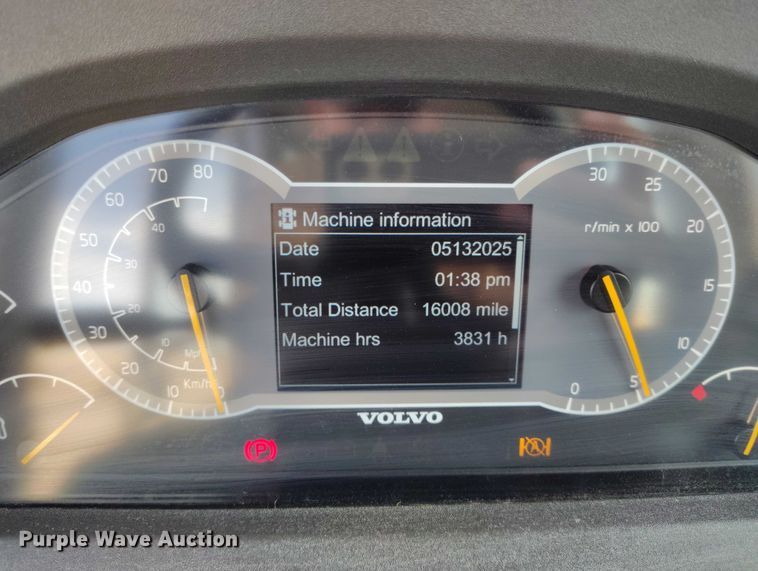 Machine information
Date 05132025
Time 01:38 pm
Total Distance 16008 mile
Machine hrs 3831 h
80
70
60
50
40
30
20
10
0
40
10
Mph
Km/h
30
25
20
15
10
5
0
r/min x 100
VOLVO
P
A
Purple Wave Auction